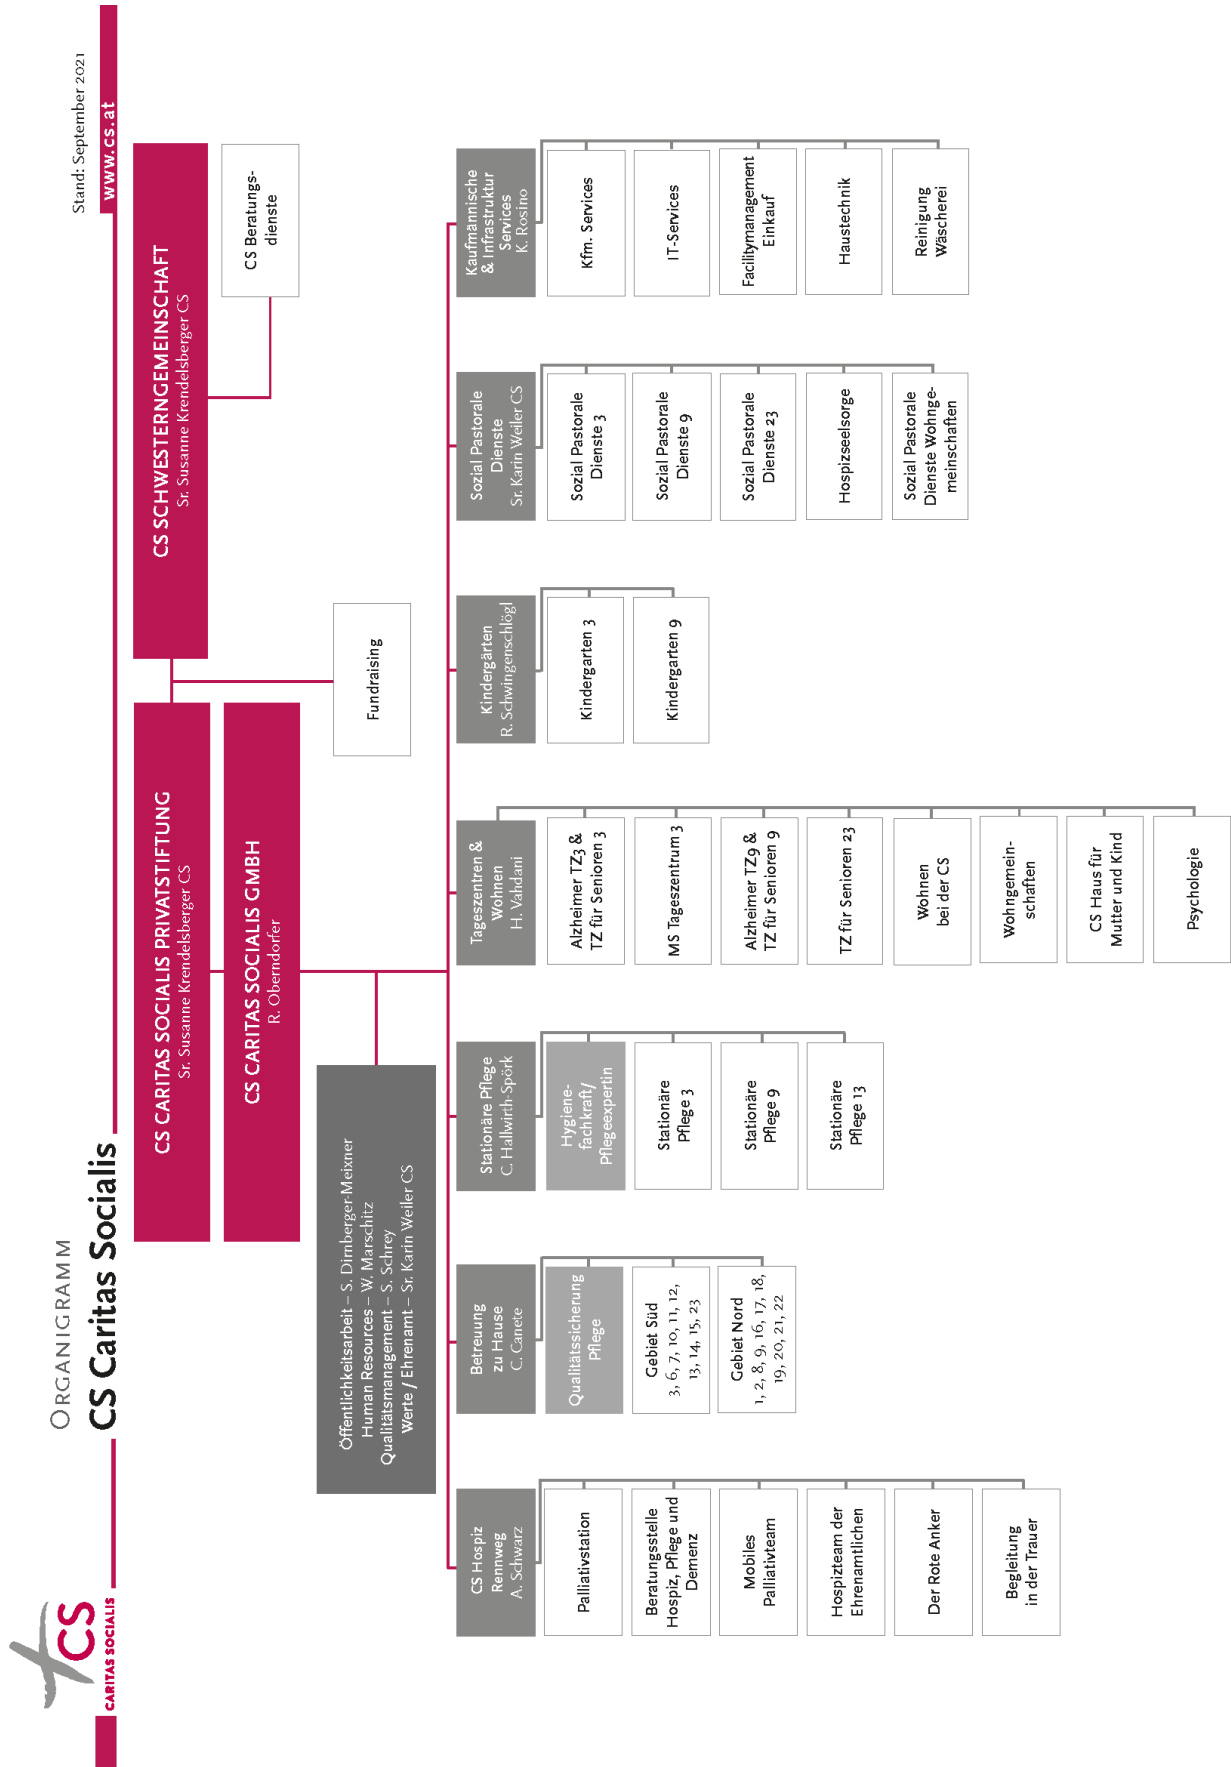 CS
CARITAS SOCIALIS
ORGANIGRAMM
CS Caritas Socialis
Stand: September 2021
www.cs.at
CS CARITAS SOCIALIS PRIVATSTIFTUNG
Sr. Susanne Krendelsberger CS
CS SCHWESTERNGEMEINSCHAFT
Sr. Susanne Krendelsberger CS
CS CARITAS SOCIALIS GMBH
R. Oberndorfer
CS Beratungs-
dienste
Fundraising
Öffentlichkeitsarbeit – S. Dirnberger-Meixner
Human Resources – W. Marschitz
Qualitätsmanagement – S. Schrey
Werte / Ehrenamt – Sr. Karin Weiler CS
CS Hospiz
Rennweg
A. Schwarz
Palliativstation
Beratungsstelle
Hospiz, Pflege und
Demenz
Mobiles
Palliativteam
Hospizteam der
Ehrenamtlichen
Der Rote Anker
Begleitung
in der Trauer
Betreuung
zu Hause
C. Canete
Qualitätssicherung
Pflege
Gebiet Süd
3, 6, 7, 10, 11, 12,
13, 14, 15, 23
Gebiet Nord
1, 2, 8, 9, 16, 17, 18,
19, 20, 21, 22
Stationäre Pflege
C. Hallwirth-Spörk
Hygiene-
fachkraft/
Pflegeexpertin
Stationäre
Pflege 3
Stationäre
Pflege 9
Stationäre
Pflege 13
Tageszentren &
Wohnen
H. Vahdani
Alzheimer TZ3 &
TZ für Senioren 3
MS Tageszentrum 3
Alzheimer TZ9 &
TZ für Senioren 9
TZ für Senioren 23
Wohnen
bei der CS
Wohngemein-
schaften
CS Haus für
Mutter und Kind
Psychologie
Kindergärten
R. Schwingenschlögl
Kindergarten 3
Kindergarten 9
Sozial Pastorale
Dienste
Sr. Karin Weiler CS
Sozial Pastorale
Dienste 3
Sozial Pastorale
Dienste 9
Sozial Pastorale
Dienste 23
Hospizseelsorge
Sozial Pastorale
Dienste Wohnge-
meinschaften
Kaufmännische
& Infrastruktur
Services
K. Rosino
Kfm. Services
IT-Services
Facilitymanagement
Einkauf
Haustechnik
Reinigung
Wäscherei